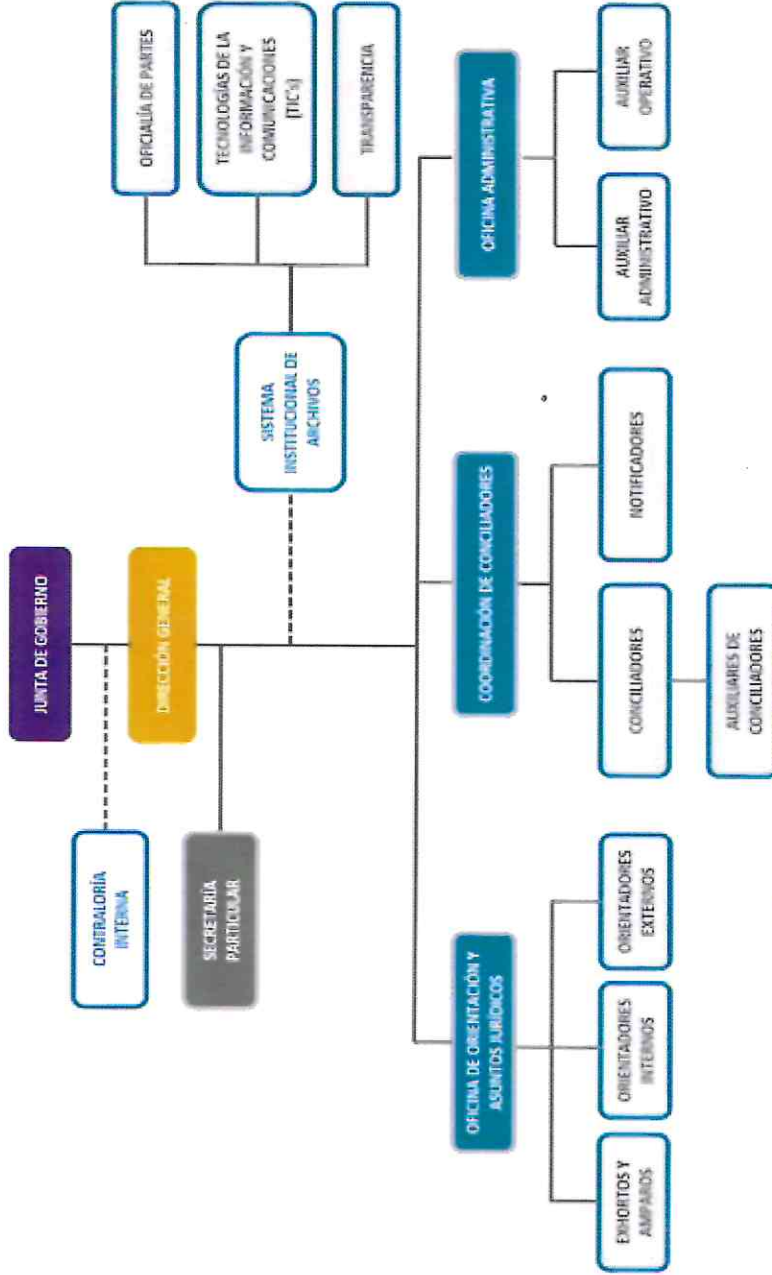 JUNTA DE GOBIERNO
CONTRALORÍA
INTERNA
DIRECCIÓN GENERAL
SECRETARÍA
PARTICULAR
SISTEMA
INSTITUCIONAL DE
ARCHIVOS
OFICIALÍA DE PARTES
TECNOLOGÍAS DE LA
INFORMACIÓN Y
COMUNICACIONES
(TIC's)
TRANSPARENCIA
OFICINA DE ORIENTACIÓN Y
ASUNTOS JURÍDICOS
COORDINACIÓN DE CONCILIADORES
OFICINA ADMINISTRATIVA
EXHORTOS Y
AMPAROS
ORIENTADORES
INTERNOS
ORIENTADORES
EXTERNOS
CONCILIADORES
NOTIFICADORES
AUXILIAR
ADMINISTRATIVO
AUXILIAR
OPERATIVO
AUXILIARES DE
CONCILIADORES